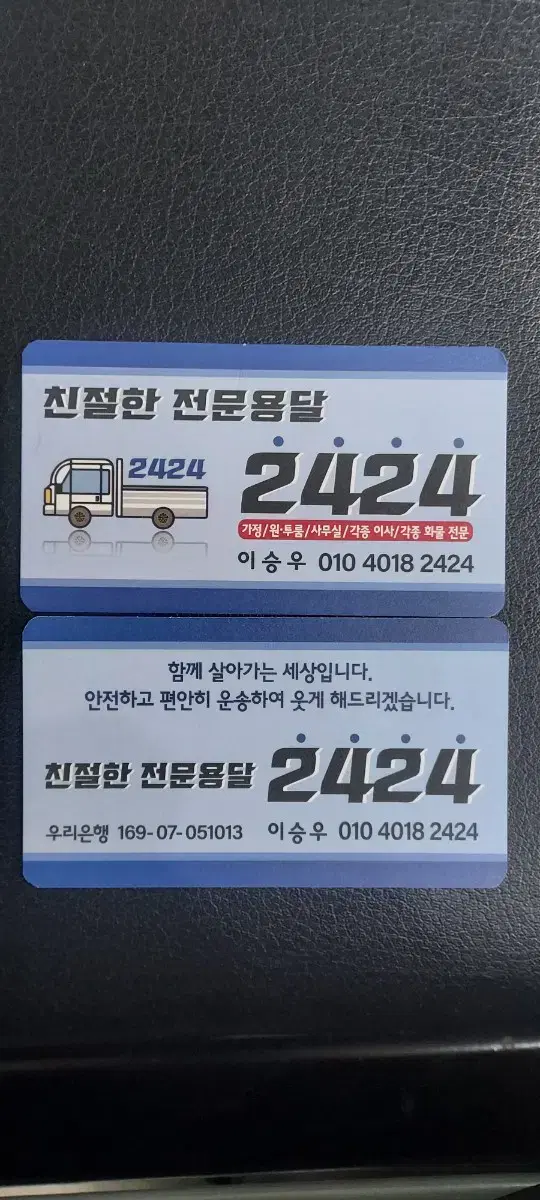 친절한 전문용달
2424
2424
가정/원·투룸/사무실/각종 이사/각종 화물 전문
이승우 010 4018 2424
함께 살아가는 세상입니다.
안전하고 편안히 운송하여 웃게 해드리겠습니다.
친절한 전문용달 2424
우리은행 169-07-051013 이승우 010 4018 2424